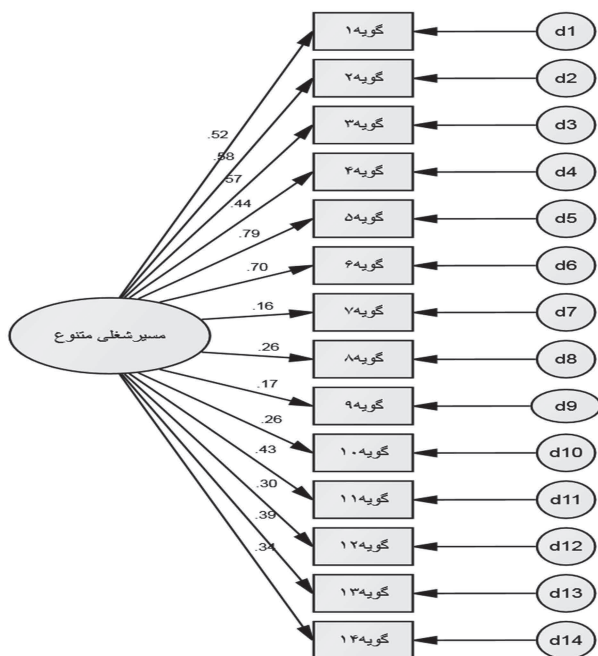 گویه۱
d1
گویه۲
d2
گویه۳
d3
گویه۴
d4
گویه۵
d5
گویه۶
d6
گویه۷
d7
گویه۸
d8
گویه۹
d9
گویه۱۰
d10
گویه۱۱
d11
گویه۱۲
d12
گویه۱۳
d13
گویه۱۴
d14
.52
.58
.57
.44
.79
.70
.16
.26
.17
.26
.43
.30
.39
.34
مسیرشغلی متنوع